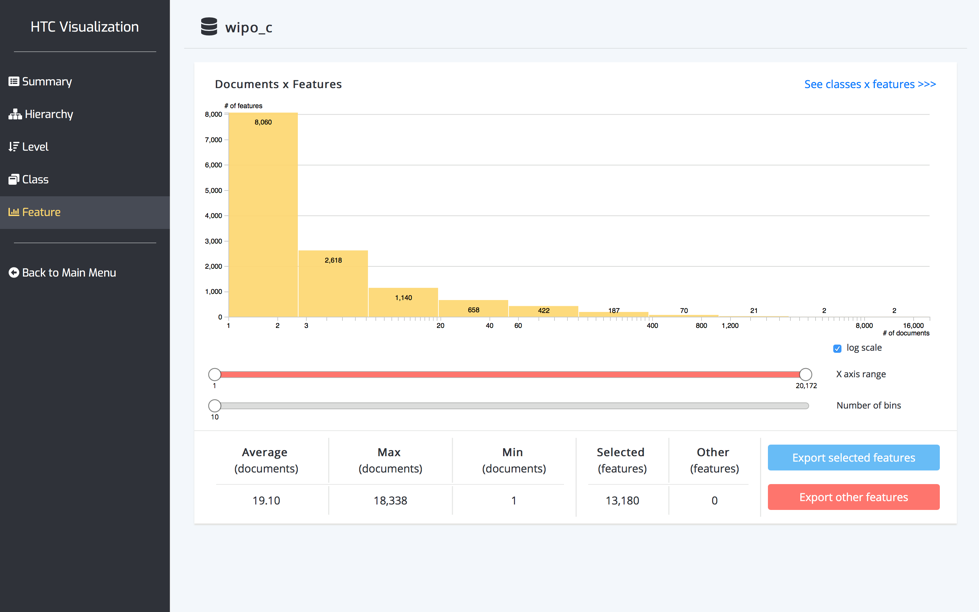 HTC Visualization
Summary
Hierarchy
Level
Class
Feature
Back to Main Menu
wipo_c
Documents x Features
See classes x features >>>
# of features
8,000
7,000
6,000
5,000
4,000
3,000
2,000
1,000
0
8,060
2,618
1,140
658
422
187
70
21
2
2
1 2 3 20 40 60 400 800 1,200 8,000 16,000
# of documents
log scale
X axis range
1 20,172
Number of bins
10
Average Max Min Selected Other
(documents) (documents) (documents) (features) (features)
19.10 18,338 1 13,180 0
Export selected features
Export other features